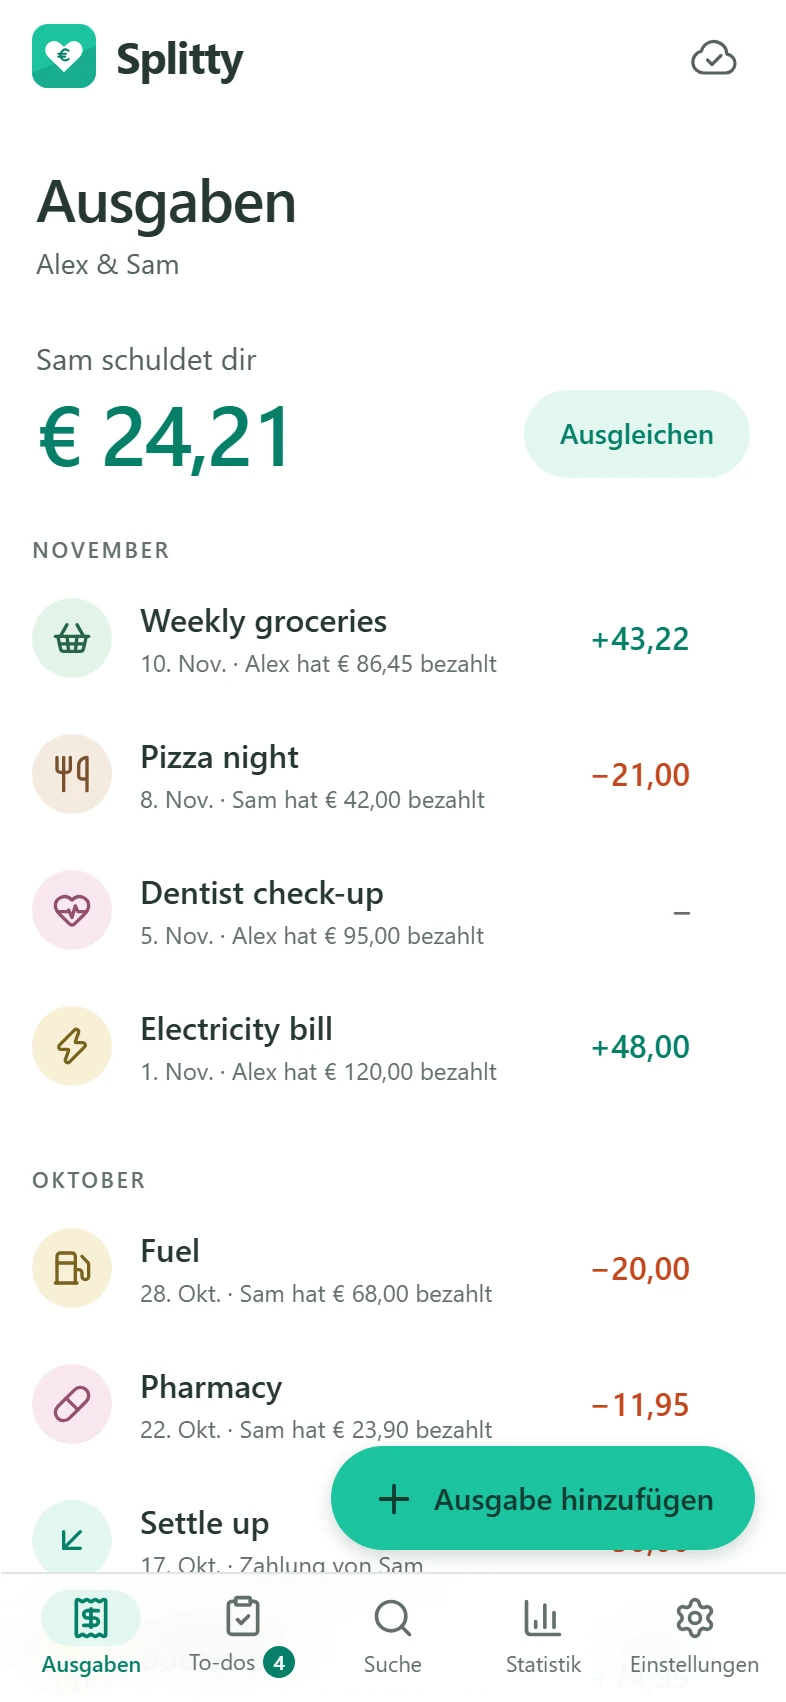 Splitty
Ausgaben
Alex & Sam
Sam schuldet dir
€ 24,21
Ausgleichen
NOVEMBER
Weekly groceries
+43,22
10. Nov. · Alex hat € 86,45 bezahlt
Pizza night
−21,00
8. Nov. · Sam hat € 42,00 bezahlt
Dentist check-up
–
5. Nov. · Alex hat € 95,00 bezahlt
Electricity bill
+48,00
1. Nov. · Alex hat € 120,00 bezahlt
OKTOBER
Fuel
−20,00
28. Okt. · Sam hat € 68,00 bezahlt
Pharmacy
−11,95
22. Okt. · Sam hat € 23,90 bezahlt
Ausgabe hinzufügen
Settle up
17. Okt. · Zahlung von Sam
Ausgaben
To-dos 4
Suche
Statistik
Einstellungen